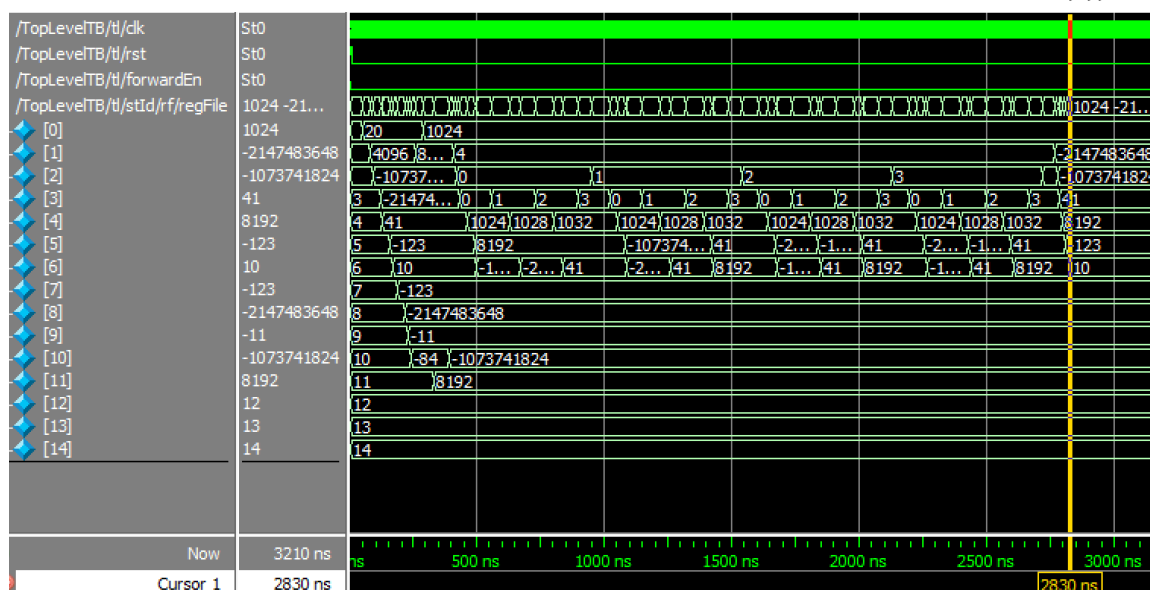 /TopLevelTB/tl/clk St0
/TopLevelTB/tl/rst St0
/TopLevelTB/tl/forwardEn St0
/TopLevelTB/tl/stId/rf/regFile 1024 -21... 1024 -21...
[0] 1024 20 1024
[1] -2147483648 4096 8... 4 -2147483648
[2] -1073741824 -10737... 0 1 2 3 -107374182
[3] 41 3 -21474... 0 1 2 3 0 1 2 3 0 1 2 3 0 1 2 3 41
[4] 8192 4 41 1024 1028 1032 1024 1028 1032 1024 1028 1032 1024 1028 1032 8192
[5] -123 5 -123 8192 -107374... 41 -2... -1... 41 -2... -1... 41 -123
[6] 10 6 10 -1... -2... 41 -2... 41 8192 -1... 41 8192 -1... 41 8192 10
[7] -123 7 -123
[8] -2147483648 8 -2147483648
[9] -11 9 -11
[10] -1073741824 10 -84 -1073741824
[11] 8192 11 8192
[12] 12 12
[13] 13 13
[14] 14 14
Now 3210 ns ns 500 ns 1000 ns 1500 ns 2000 ns 2500 ns 3000 ns
Cursor 1 2830 ns 2830 ns